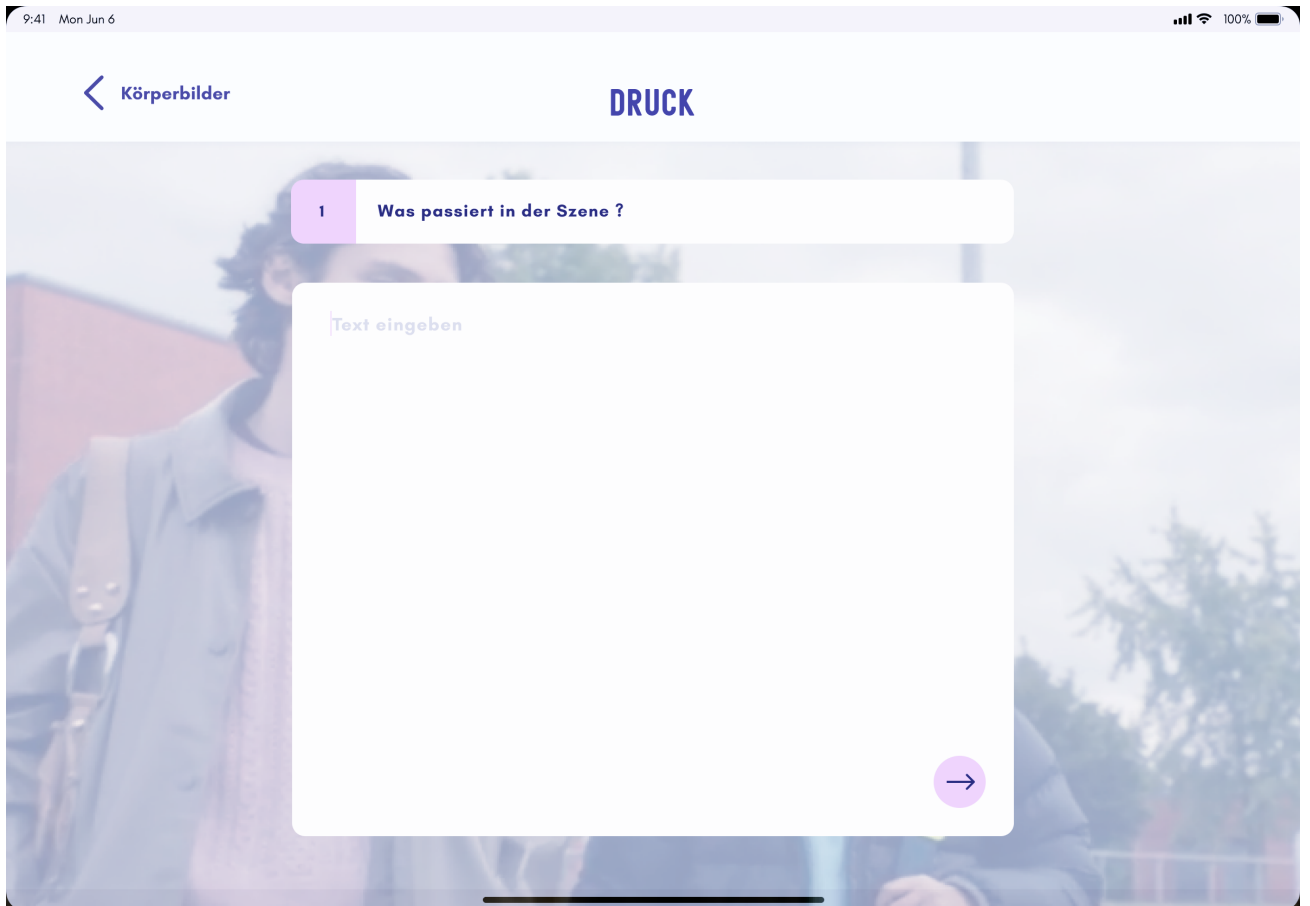 9:41 Mon Jun 6 100%
Körperbilder
DRUCK
1 Was passiert in der Szene ?
Text eingeben